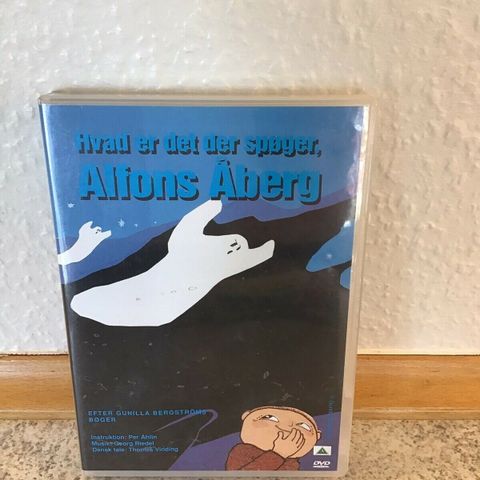 Hvad er det der spøger,
Alfons Åberg
EFTER GUNILLA BERGSTRÖMS
BØGER
Instruktion: Per Åhlin
Musik: Georg Riedel
Dansk tale: Thomas Winding
DVD